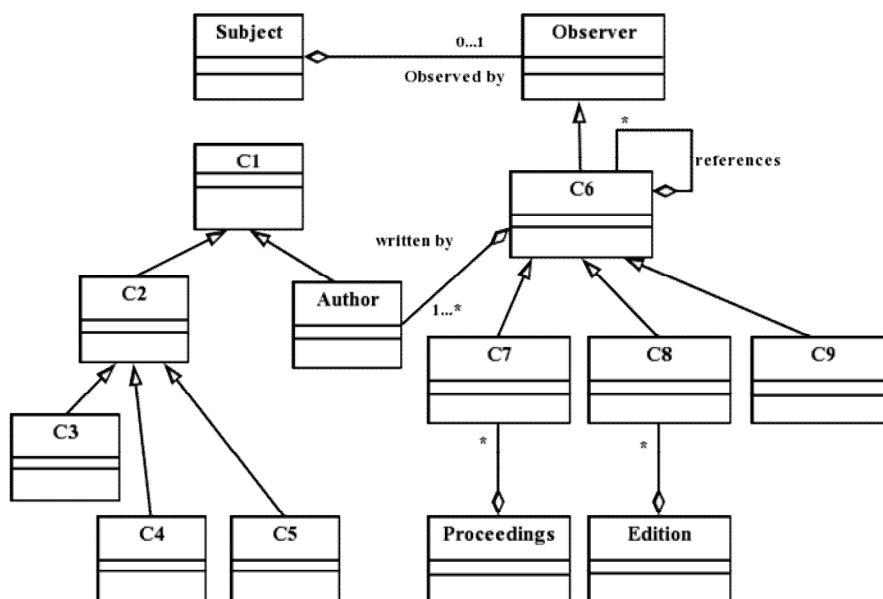 Subject
Observer
0...1
Observed by
C1
*
references
C6
written by
C2
Author
1...*
C7
C8
C9
C3
*
*
C4
C5
Proceedings
Edition